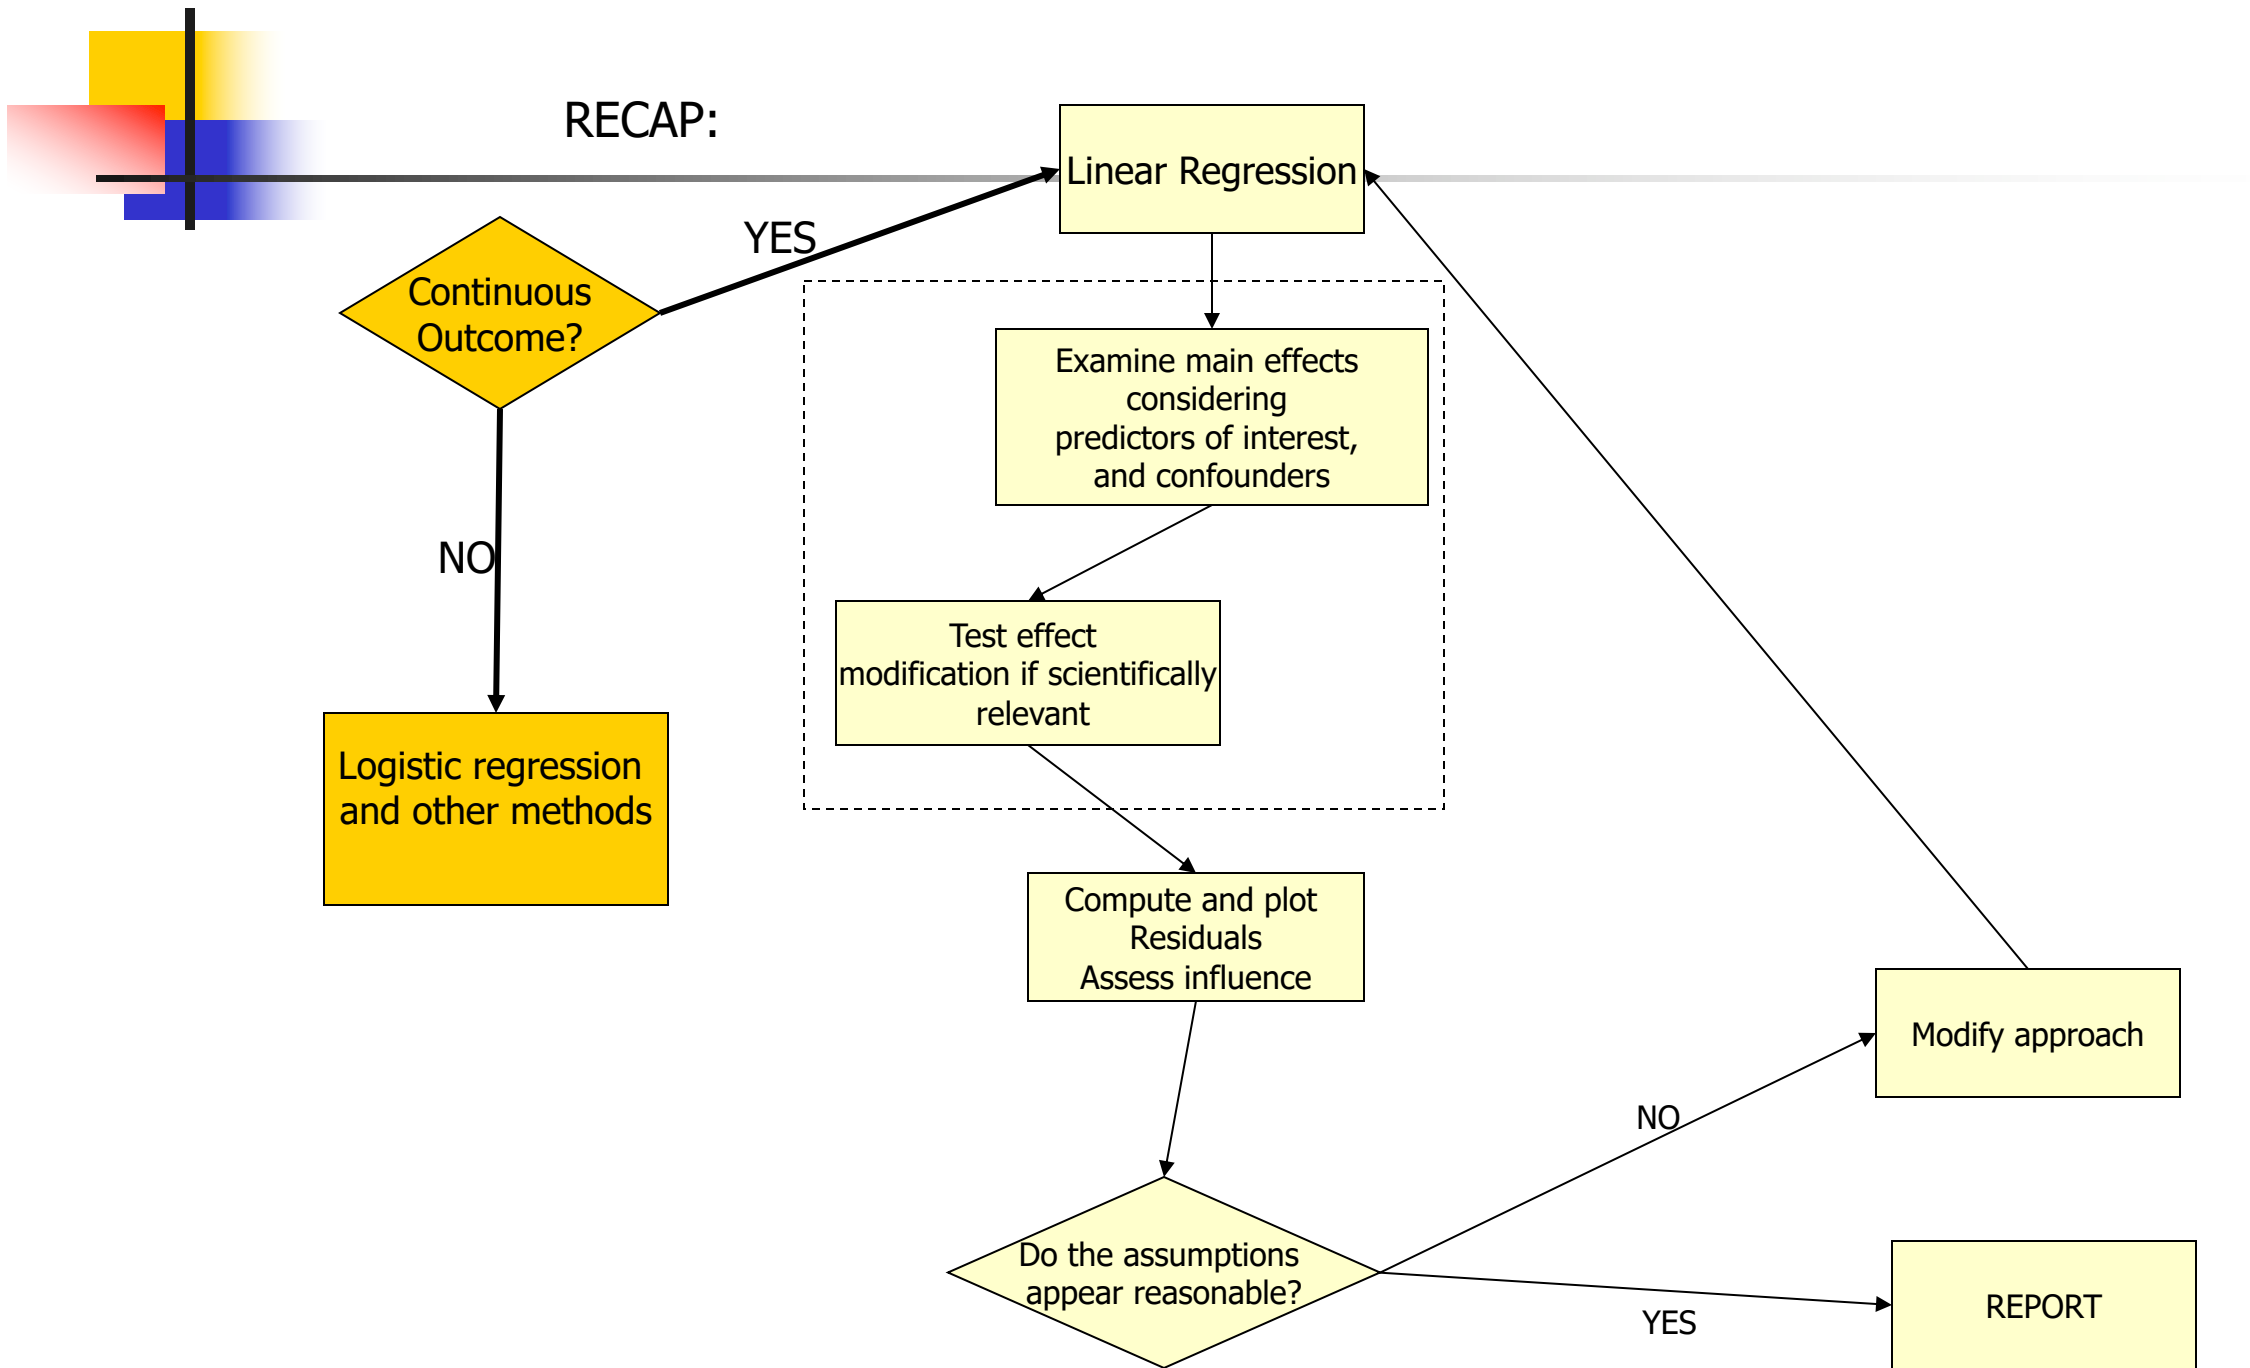 RECAP:
Linear Regression
YES
Continuous
Outcome?
Examine main effects
considering
predictors of interest,
and confounders
NO
Test effect
modification if scientifically
relevant
Logistic regression
and other methods
Compute and plot
Residuals
Assess influence
Modify approach
NO
Do the assumptions
appear reasonable?
YES
REPORT